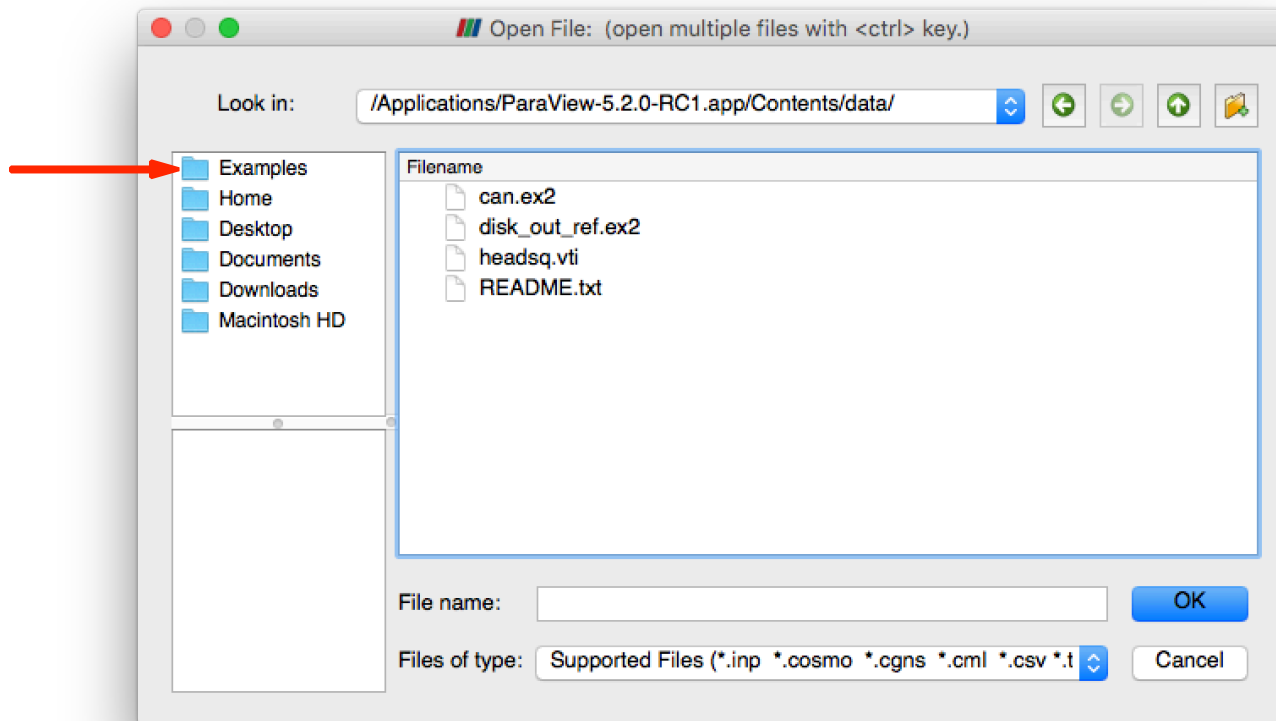 Open File:  (open multiple files with <ctrl> key.)
Look in:
/Applications/ParaView-5.2.0-RC1.app/Contents/data/
Examples
Home
Desktop
Documents
Downloads
Macintosh HD
Filename
can.ex2
disk_out_ref.ex2
headsq.vti
README.txt
File name:
OK
Files of type:
Supported Files (*.inp  *.cosmo  *.cgns  *.cml  *.csv *.t
Cancel